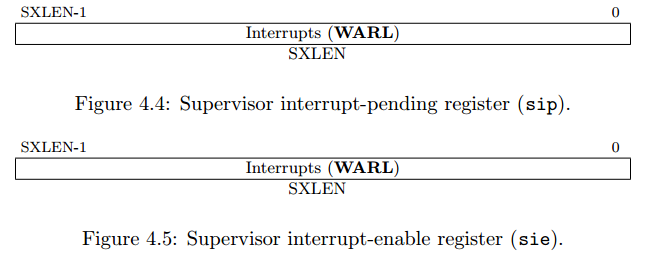 SXLEN-1 0
Interrupts (WARL)
SXLEN
Figure 4.4: Supervisor interrupt-pending register (sip).
SXLEN-1 0
Interrupts (WARL)
SXLEN
Figure 4.5: Supervisor interrupt-enable register (sie).